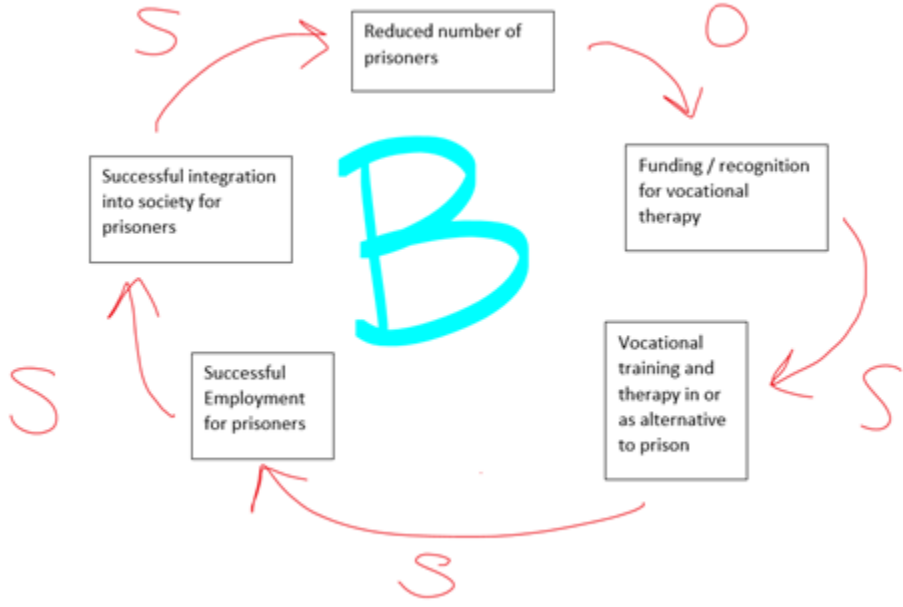 S
Reduced number of
prisoners
O
Funding / recognition
for vocational
therapy
S
Vocational
training and
therapy in or
as alternative
to prison
S
Successful
Employment
for prisoners
S
Successful integration
into society for
prisoners
B